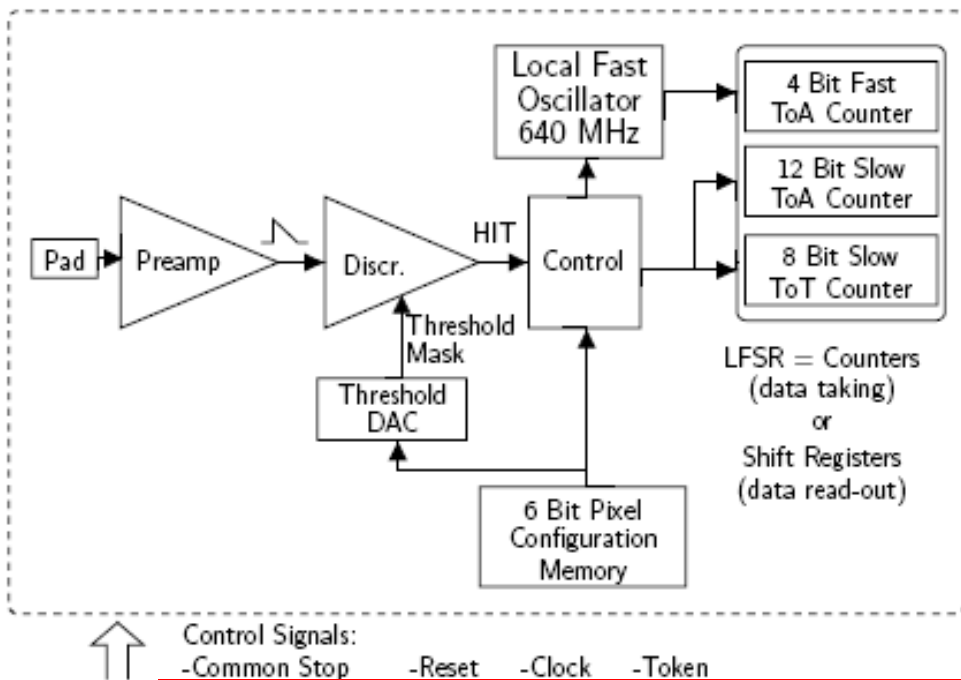 Local Fast
Oscillator
640 MHz
4 Bit Fast
ToA Counter
12 Bit Slow
ToA Counter
8 Bit Slow
ToT Counter
Pad
Preamp
Discr.
HIT
Control
Threshold
Mask
Threshold
DAC
6 Bit Pixel
Configuration
Memory
LFSR = Counters
(data taking)
or
Shift Registers
(data read-out)
Control Signals:
-Common Stop -Reset -Clock -Token